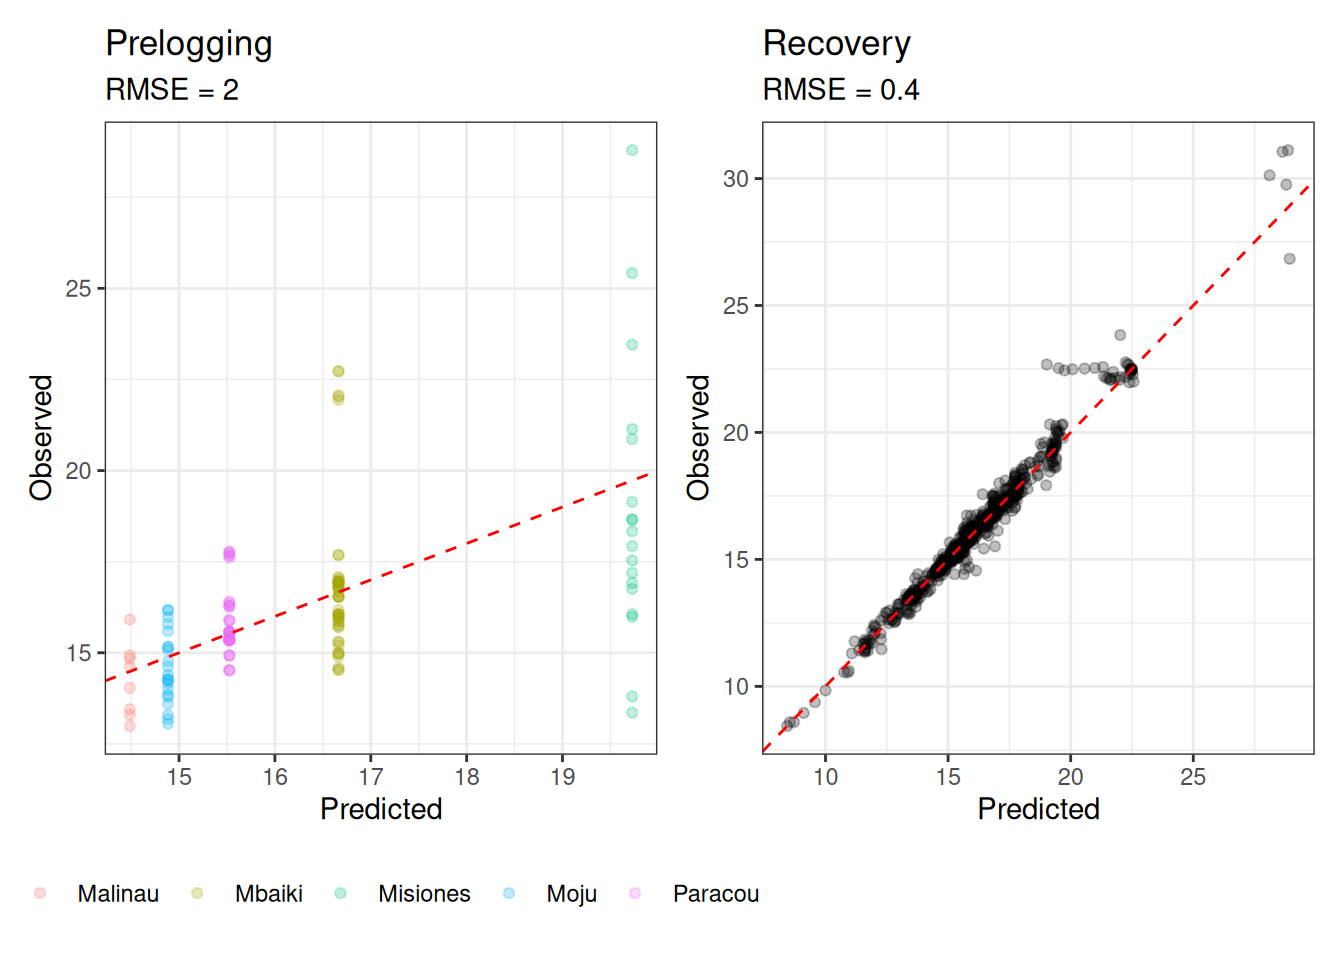 Prelogging
RMSE = 2
25
20
15
Observed
15 16 17 18 19
Predicted
Recovery
RMSE = 0.4
30
25
20
15
10
Observed
10 15 20 25
Predicted
Malinau Mbaiki Misiones Moju Paracou